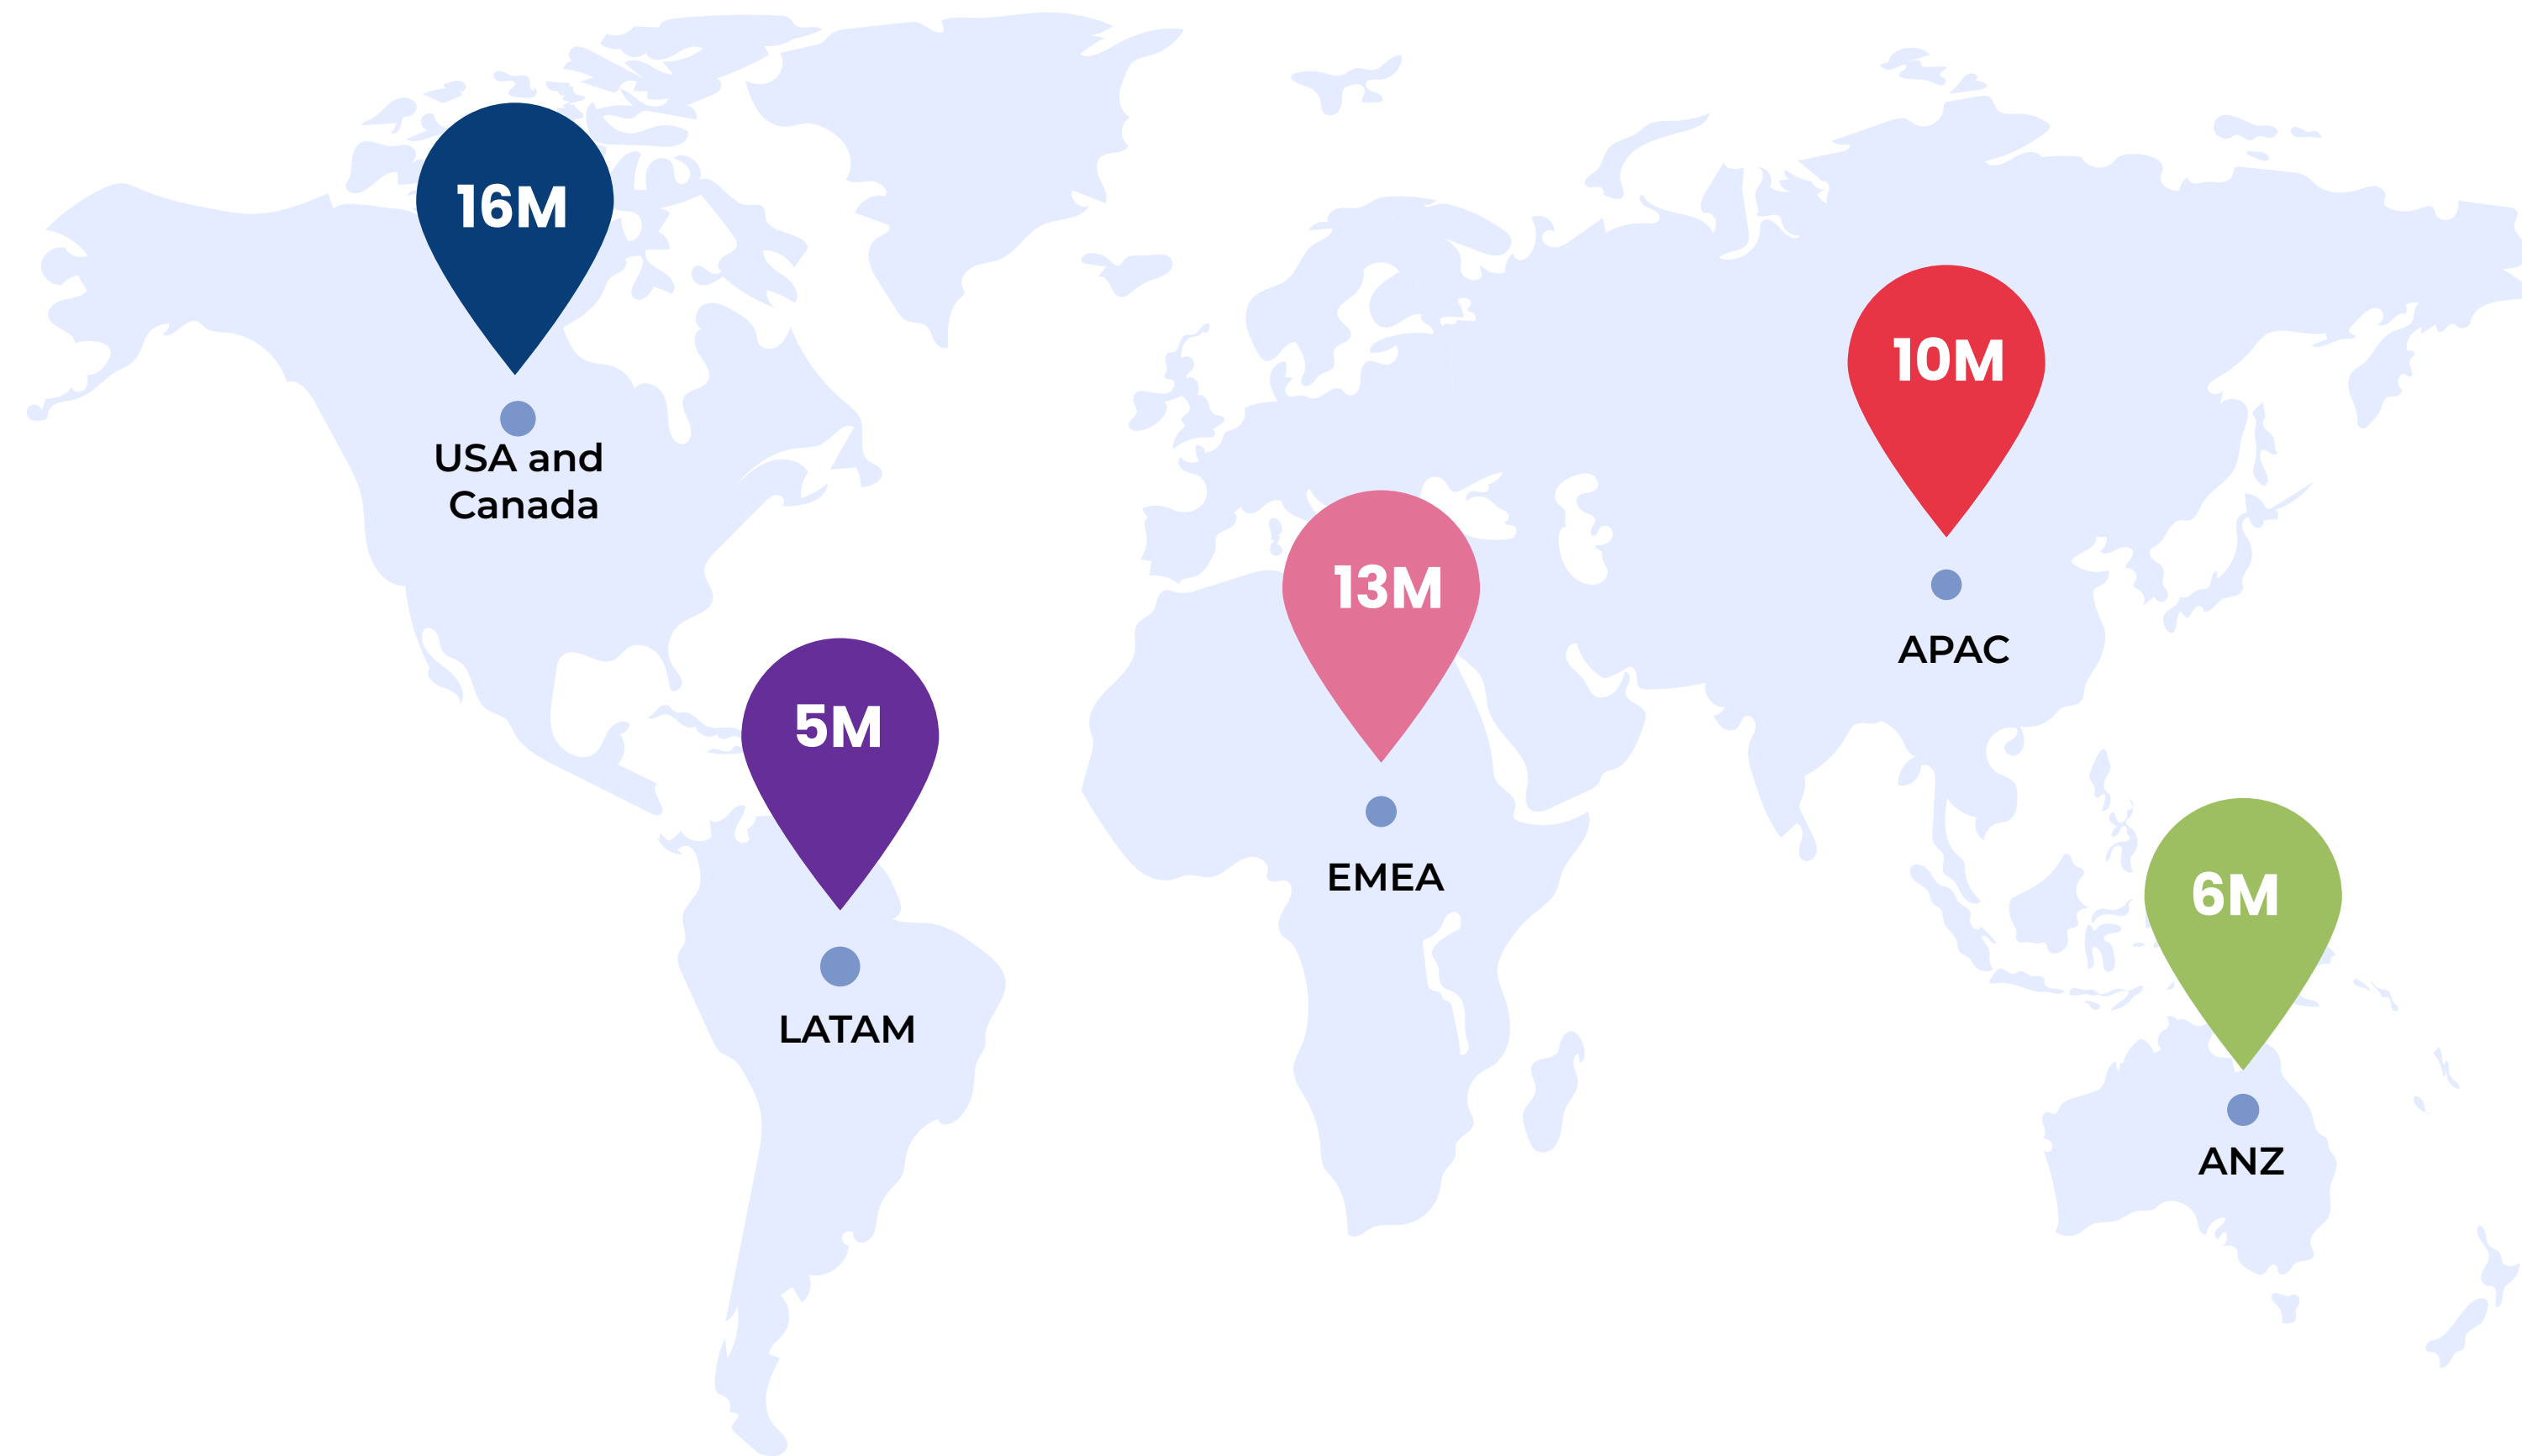 16M
USA and
Canada
10M
APAC
13M
EMEA
5M
LATAM
6M
ANZ